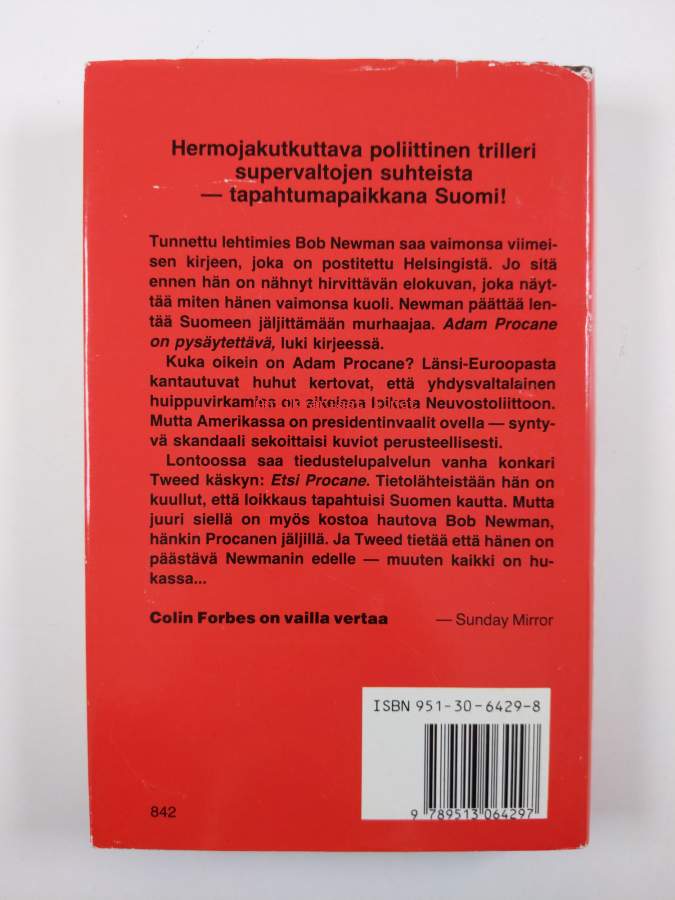 Hermojakutkuttava poliittinen trilleri
supervaltojen suhteista
— tapahtumapaikkana Suomi!
Tunnettu lehtimies Bob Newman saa vaimonsa viimei-
sen kirjeen, joka on postitettu Helsingistä. Jo sitä
ennen hän on nähnyt hirvittävän elokuvan, joka näyt-
tää miten hänen vaimonsa kuoli. Newman päättää len-
tää Suomeen jäljittämään murhaajaa. Adam Procane
on pysäytettävä, luki kirjeessä.
Kuka oikein on Adam Procane? Länsi-Euroopasta
kantautuvat huhut kertovat, että yhdysvaltalainen
huippuvirkamies on aikeissa loikata Neuvostoliittoon.
Mutta Amerikassa on presidentinvaalit ovella — synty-
vä skandaali sekoittaisi kuviot perusteellisesti.
Lontoossa saa tiedustelupalvelun vanha konkari
Tweed käskyn: Etsi Procane. Tietolähteistään hän on
kuullut, että loikkaus tapahtuisi Suomen kautta. Mutta
juuri siellä on myös kostoa hautova Bob Newman,
hänkin Procanen jäljillä. Ja Tweed tietää että hänen on
päästävä Newmanin edelle — muuten kaikki on hu-
kassa...
Colin Forbes on vailla vertaa — Sunday Mirror
ISBN 951-30-6429-8
9 789513 064297
842